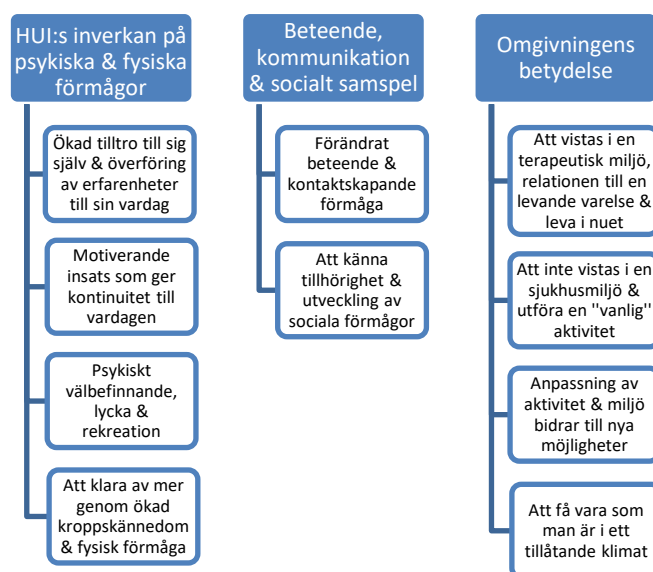 HUI:s inverkan på
psykiska & fysiska
förmågor
Ökad tilltro till sig
själv & överföring
av erfarenheter
till sin vardag
Motiverande
insats som ger
kontinuitet till
vardagen
Psykiskt
välbefinnande,
lycka &
rekreation
Att klara av mer
genom ökad
kroppskännedom
& fysisk förmåga
Beteende,
kommunikation
& socialt samspel
Förändrat
beteende &
kontaktskapande
förmåga
Att känna
tillhörighet &
utveckling av
sociala förmågor
Omgivningens
betydelse
Att vistas i en
terapeutisk miljö,
relationen till en
levande varelse &
leva i nuet
Att inte vistas i en
sjukhusmiljö &
utföra en "vanlig"
aktivitet
Anpassning av
aktivitet & miljö
bidrar till nya
möjligheter
Att få vara som
man är i ett
tillåtande klimat